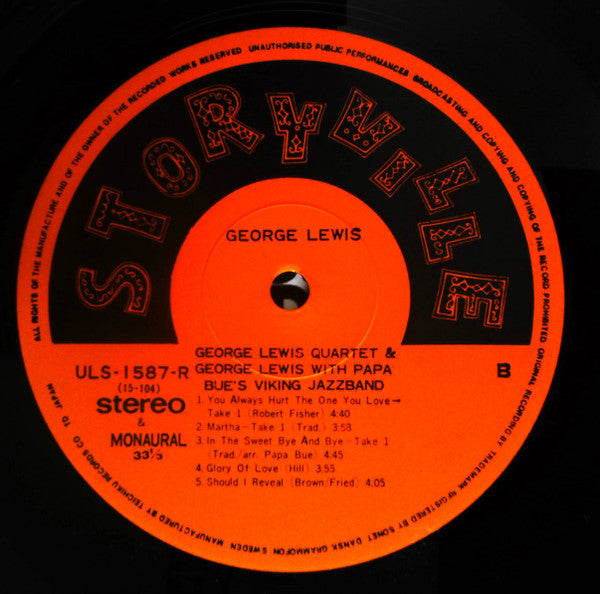 ALL RIGHTS OF THE MANUFACTURE AND OF THE OWNER OF THE RECORDED WORKS RESERVED UNAUTHORISED PUBLIC PERFORMANCES BROADCASTING AND COPYING AND COPYING OF THE RECORD PROHIBITED
STORYVILLE
GEORGE LEWIS
GEORGE LEWIS QUARTET &
GEORGE LEWIS WITH PAPA
BUE'S VIKING JAZZBAND
ULS-1587-R
(15-104)
stereo
&
MONAURAL
33⅓
B
1. You Always Hurt The One You Love-
Take 1 (Robert Fisher) 4:40
2. Martha-Take 1 (Trad.) 3:58
3. In The Sweet Bye And Bye-Take 1
(Trad./arr. Papa Bue) 4:45
4. Glory Of Love (Hill) 3:55
5. Should I Reveal (Brown/Fried) 4:05
ORIGINAL RECORDING BY TRADEMARK REGISTERED BY SONET DANSK GRAMMOFON SWEDEN MANUFACTURED BY TEICHIKU RECORDS CO TO JAPAN